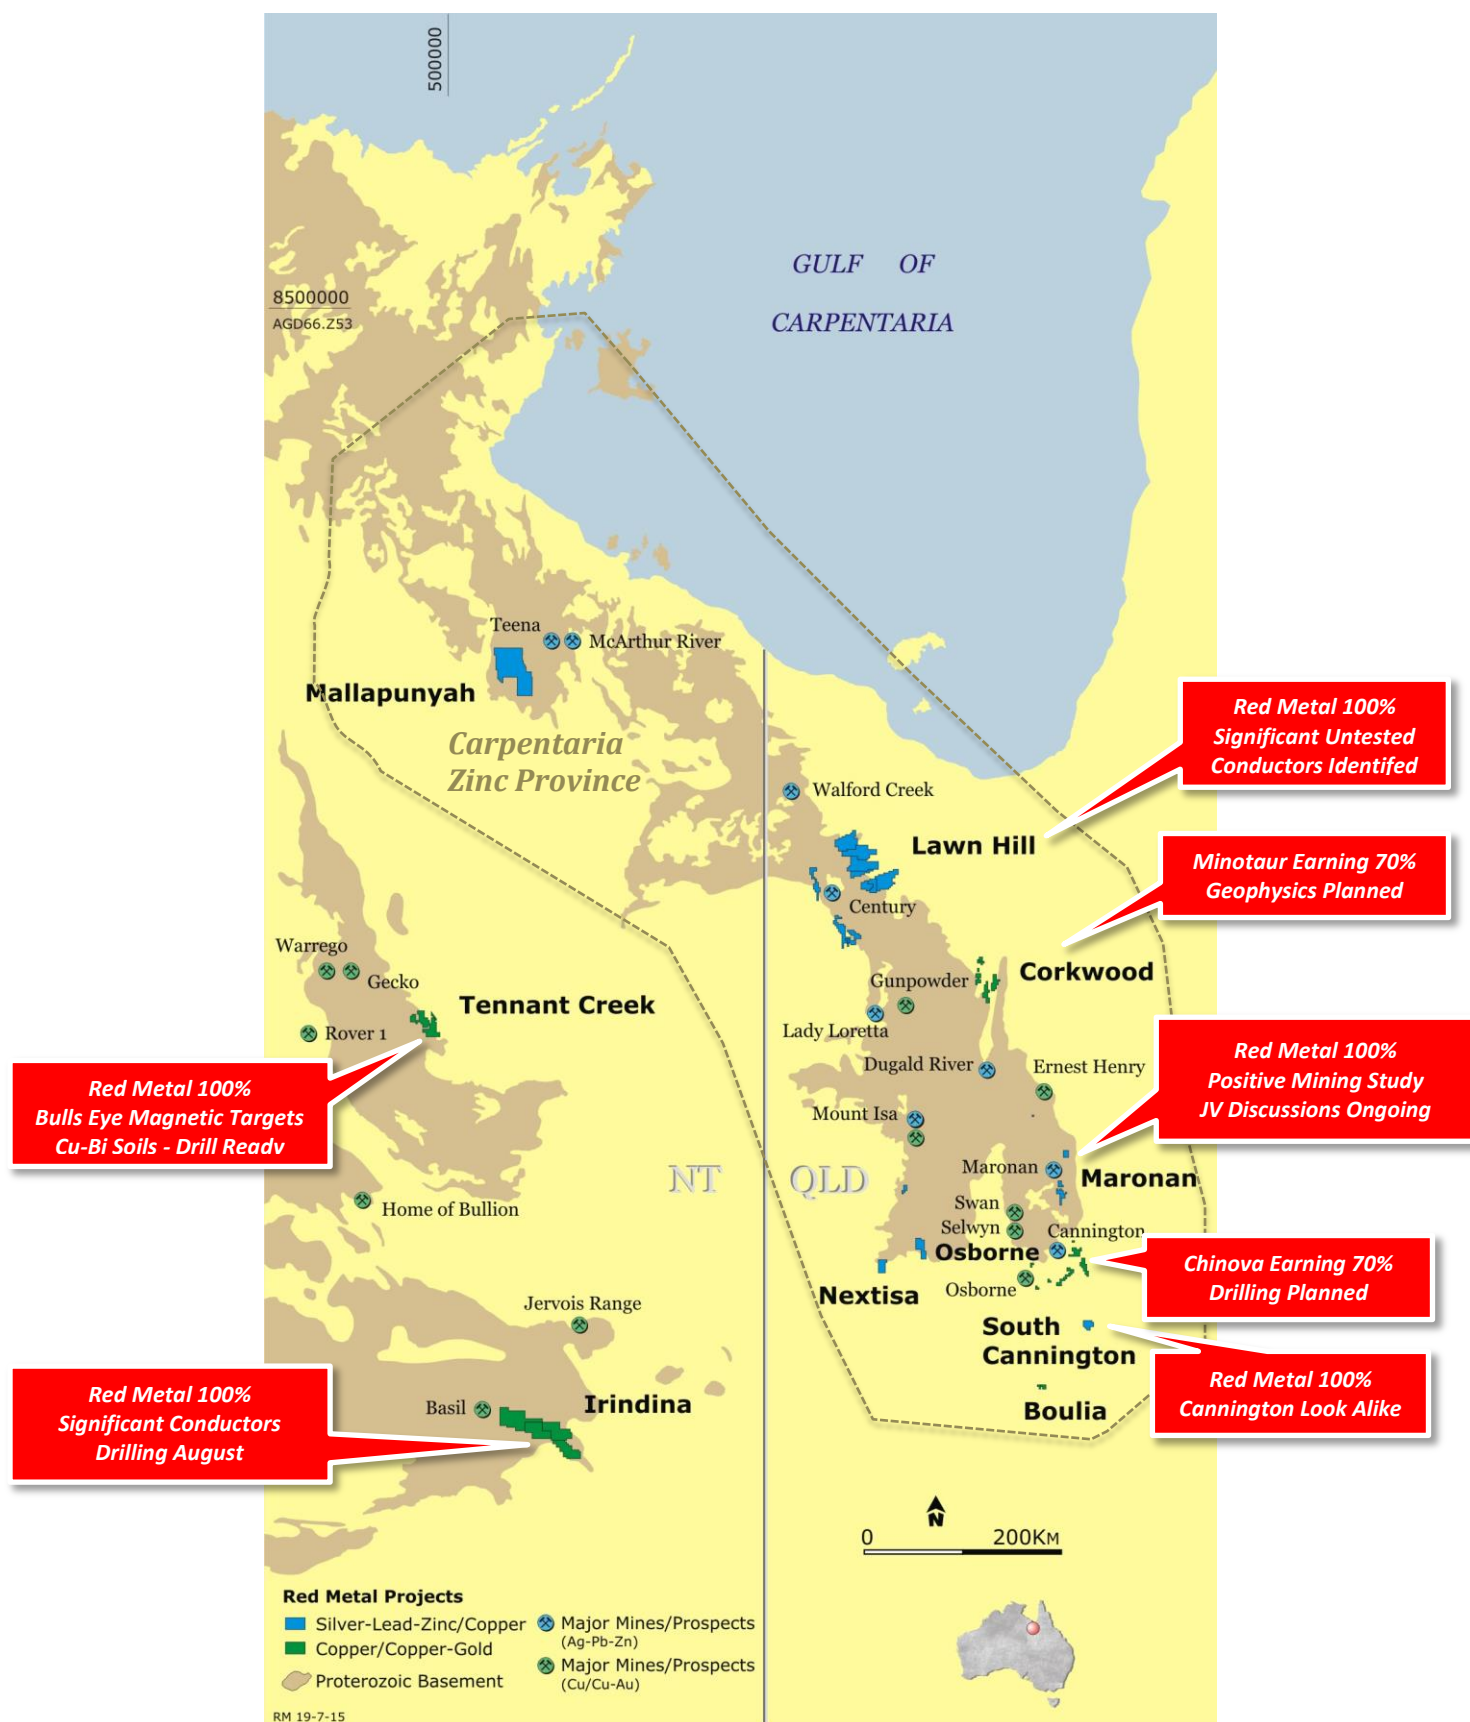 500000
GULF OF
CARPENTARIA
8500000
AGD66.Z53
Teena
McArthur River
Mallapunyah
Carpentaria
Zinc Province
Red Metal 100%
Significant Untested
Conductors Identifed
Walford Creek
Lawn Hill
Minotaur Earning 70%
Geophysics Planned
Century
Warrego
Gecko
Gunpowder
Corkwood
Tennant Creek
Rover 1
Lady Loretta
Dugald River
Ernest Henry
Red Metal 100%
Positive Mining Study
JV Discussions Ongoing
Red Metal 100%
Bulls Eye Magnetic Targets
Cu-Bi Soils - Drill Ready
Mount Isa
Maronan
Maronan
NT
QLD
Home of Bullion
Swan
Selwyn
Cannington
Osborne
Osborne
Nextisa
Chinova Earning 70%
Drilling Planned
Jervois Range
South
Cannington
Red Metal 100%
Cannington Look Alike
Boulia
Red Metal 100%
Significant Conductors
Drilling August
Basil
Irindina
N
0 200KM
Red Metal Projects
Silver-Lead-Zinc/Copper
Copper/Copper-Gold
Proterozoic Basement
Major Mines/Prospects
(Ag-Pb-Zn)
Major Mines/Prospects
(Cu/Cu-Au)
RM 19-7-15